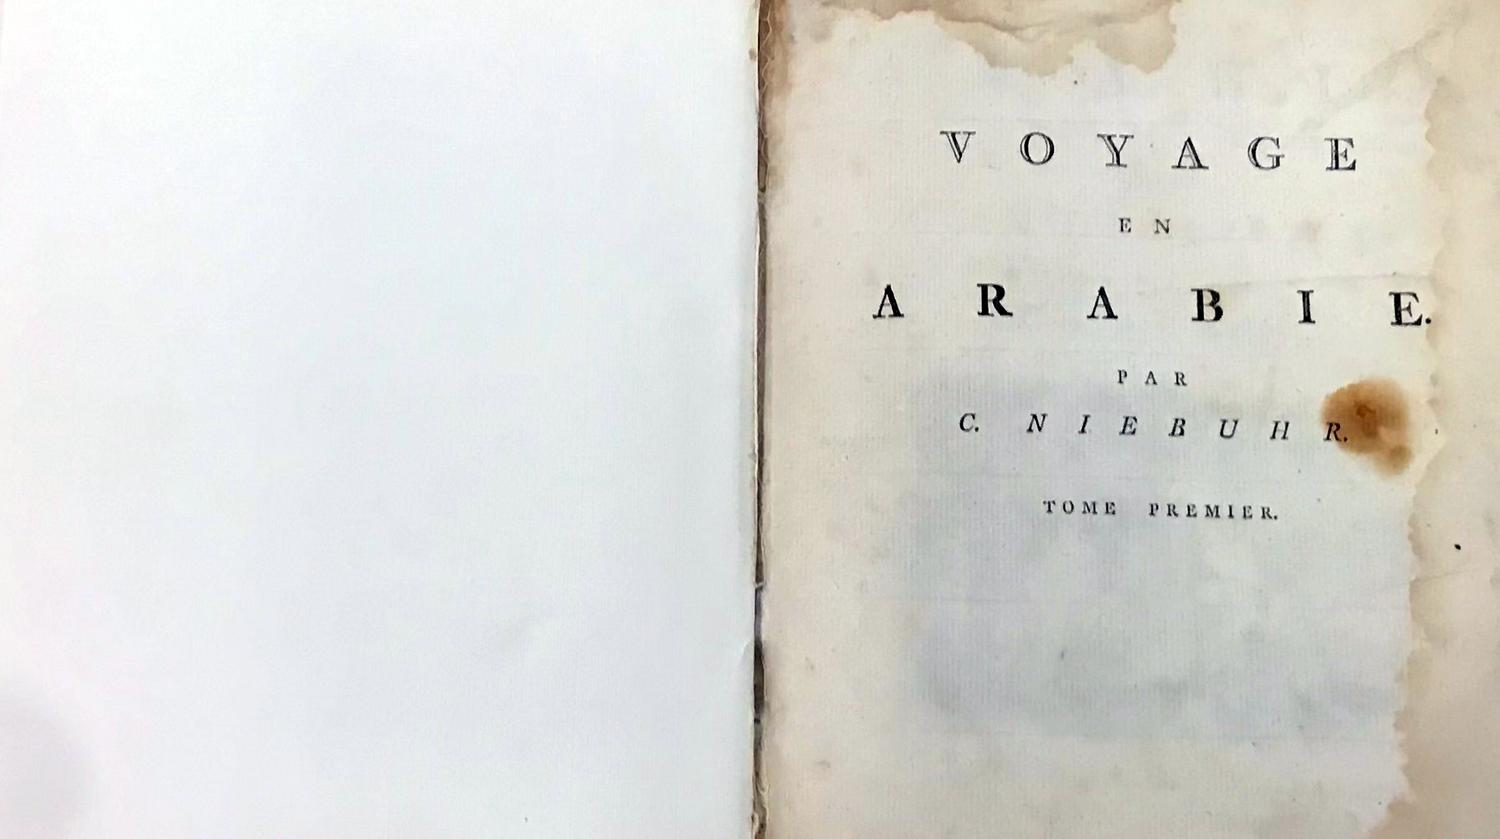 VOYAGE
EN
ARABIE.
PAR
C. NIEBUHR.
TOME PREMIER.